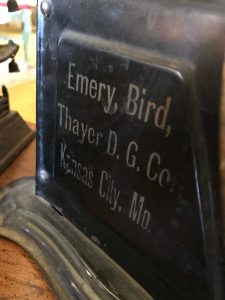 Emery, Bird,
Thayer D. G. Co.
Kansas City, Mo.